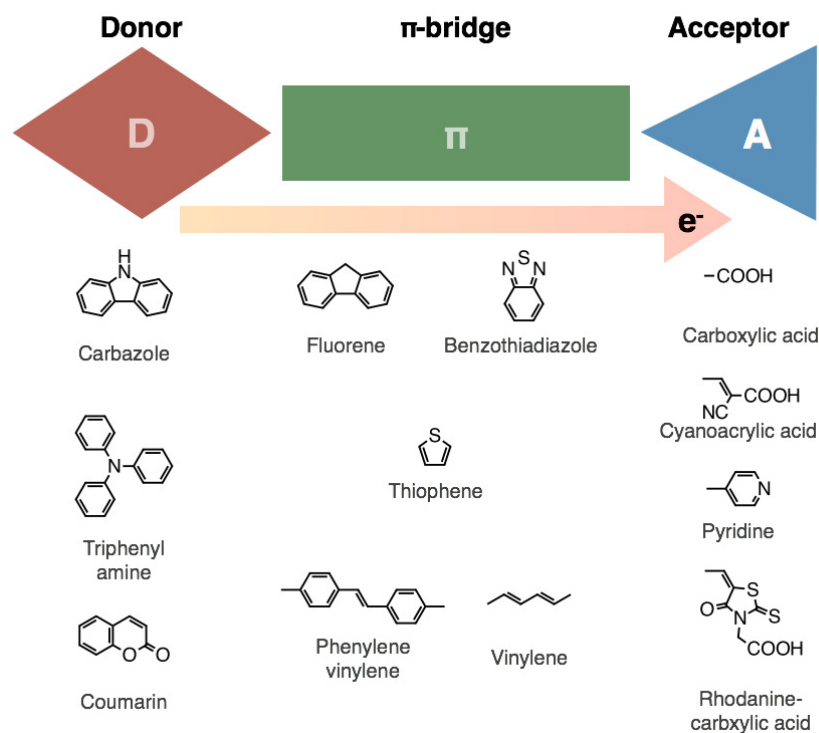 Donor
π-bridge
Acceptor
D
π
A
e-
H
N
Carbazole
Fluorene
S
N N
Benzothiadiazole
–COOH
Carboxylic acid
COOH
NC
Cyanoacrylic acid
N
Triphenyl
amine
S
Thiophene
N
Pyridine
O O
Coumarin
Phenylene
vinylene
Vinylene
S
O
N
S
COOH
Rhodanine-
carbxylic acid